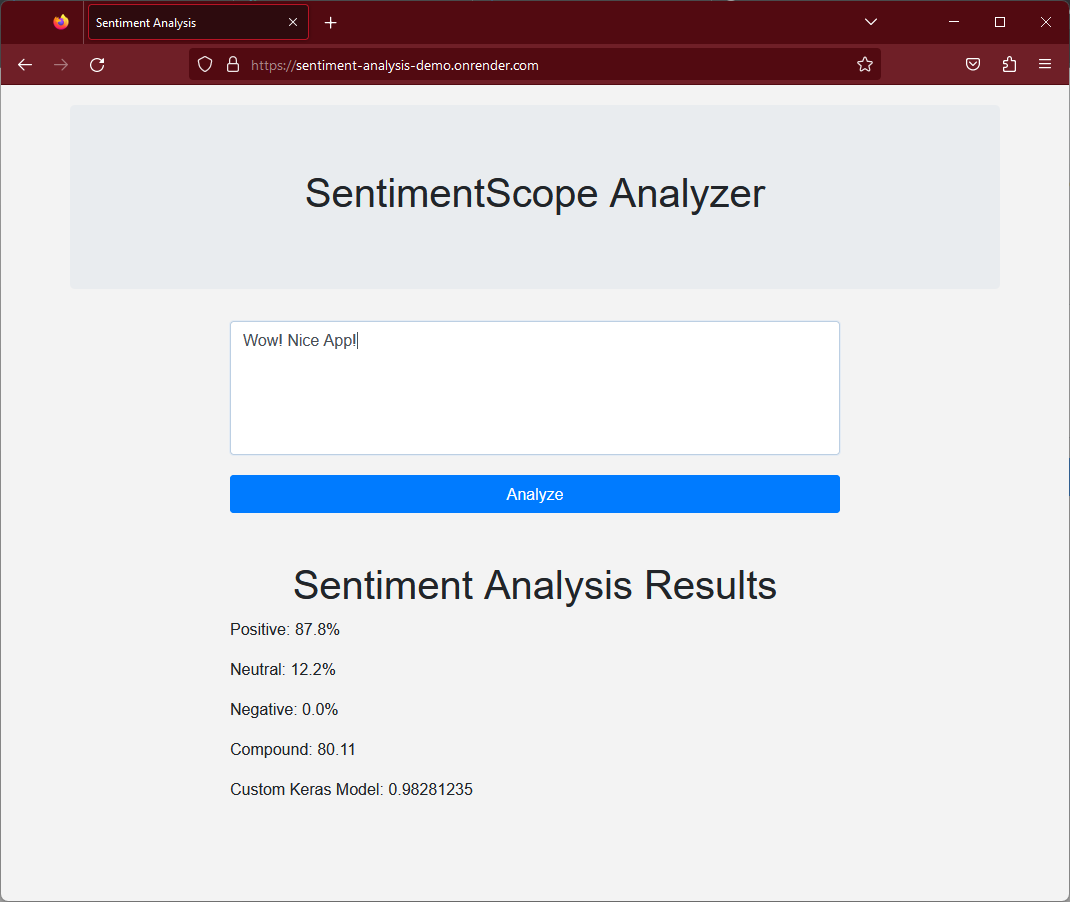 Sentiment Analysis
https://sentiment-analysis-demo.onrender.com
SentimentScope Analyzer
Wow! Nice App!
Analyze
Sentiment Analysis Results
Positive: 87.8%
Neutral: 12.2%
Negative: 0.0%
Compound: 80.11
Custom Keras Model: 0.98281235